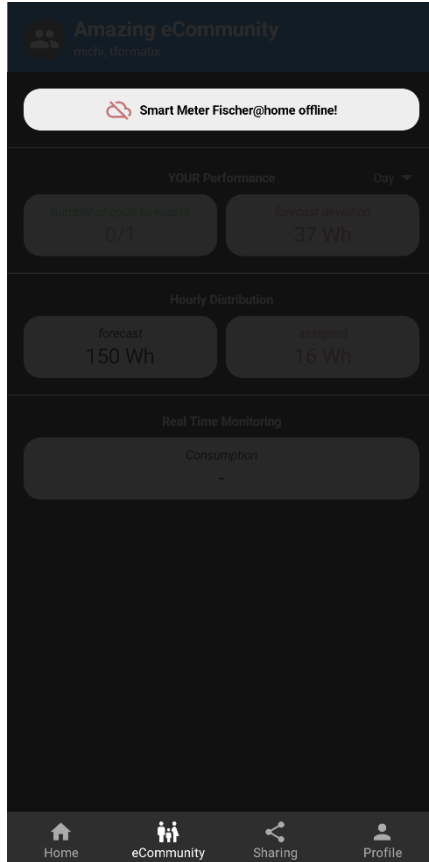 Amazing eCommunity
michi, tformatix
Smart Meter Fischer@home offline!
YOUR Performance
Day
number of good forecasts
0/1
forecast deviation
37 Wh
Hourly Distribution
forecast
150 Wh
assigned
16 Wh
Real Time Monitoring
Consumption
-
Home
eCommunity
Sharing
Profile